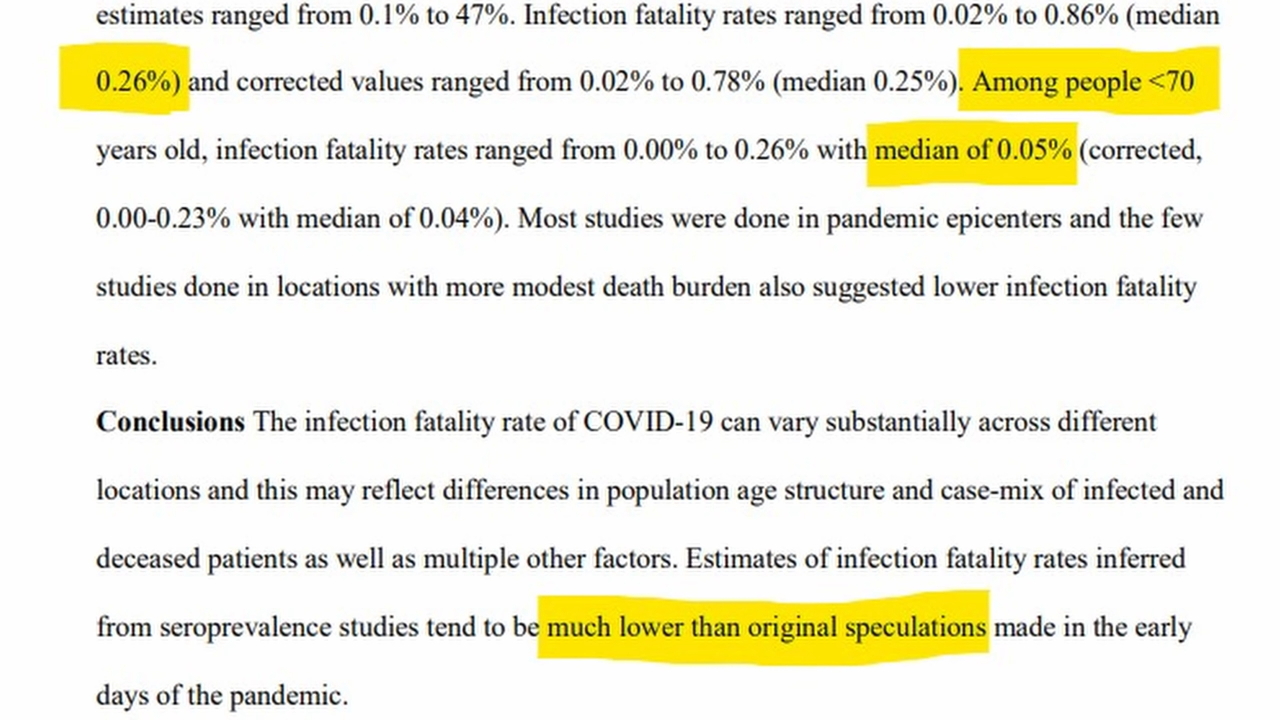 estimates ranged from 0.1% to 47%. Infection fatality rates ranged from 0.02% to 0.86% (median
0.26%) and corrected values ranged from 0.02% to 0.78% (median 0.25%). Among people <70
years old, infection fatality rates ranged from 0.00% to 0.26% with median of 0.05% (corrected,
0.00-0.23% with median of 0.04%). Most studies were done in pandemic epicenters and the few
studies done in locations with more modest death burden also suggested lower infection fatality
rates.
Conclusions The infection fatality rate of COVID-19 can vary substantially across different
locations and this may reflect differences in population age structure and case-mix of infected and
deceased patients as well as multiple other factors. Estimates of infection fatality rates inferred
from seroprevalence studies tend to be much lower than original speculations made in the early
days of the pandemic.